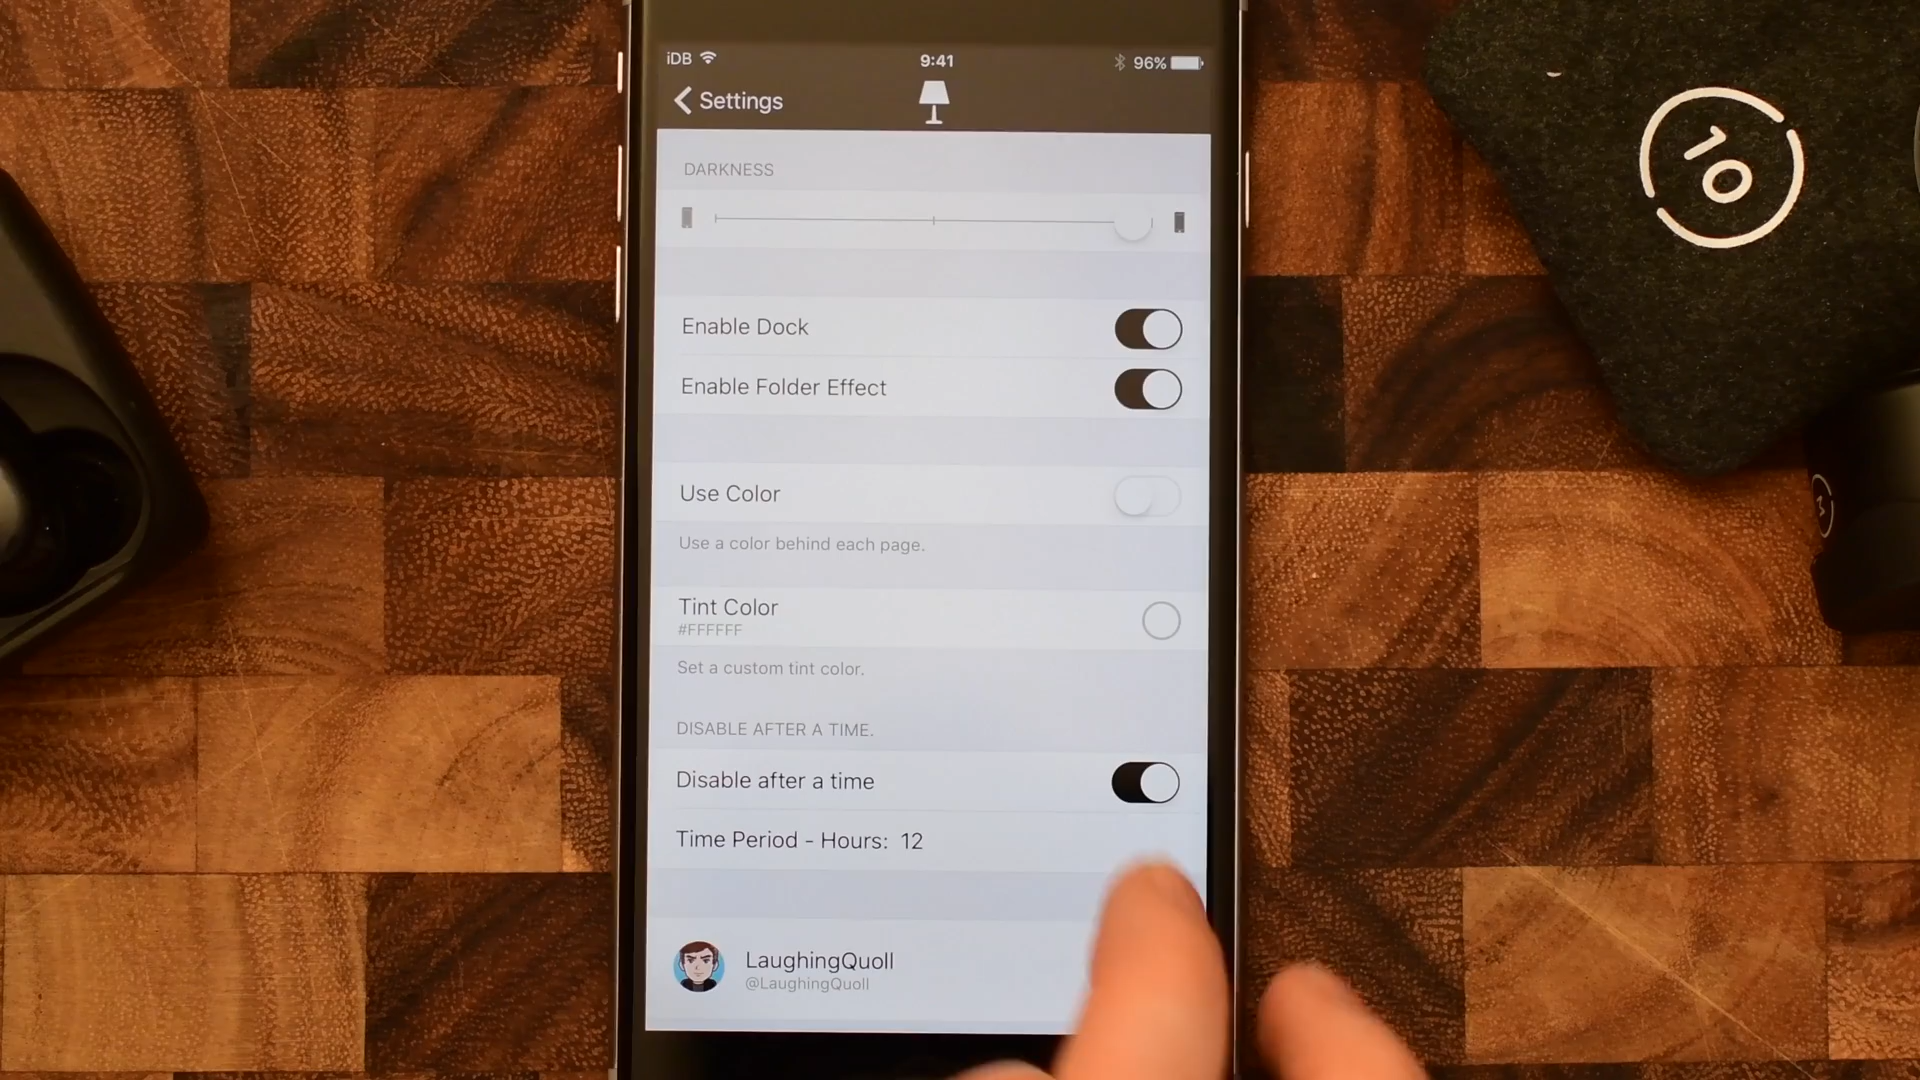 iDB 9:41 96%
Settings
DARKNESS
Enable Dock
Enable Folder Effect
Use Color
Use a color behind each page.
Tint Color
#FFFFFF
Set a custom tint color.
DISABLE AFTER A TIME.
Disable after a time
Time Period - Hours: 12
LaughingQuoll
@LaughingQuoll
10